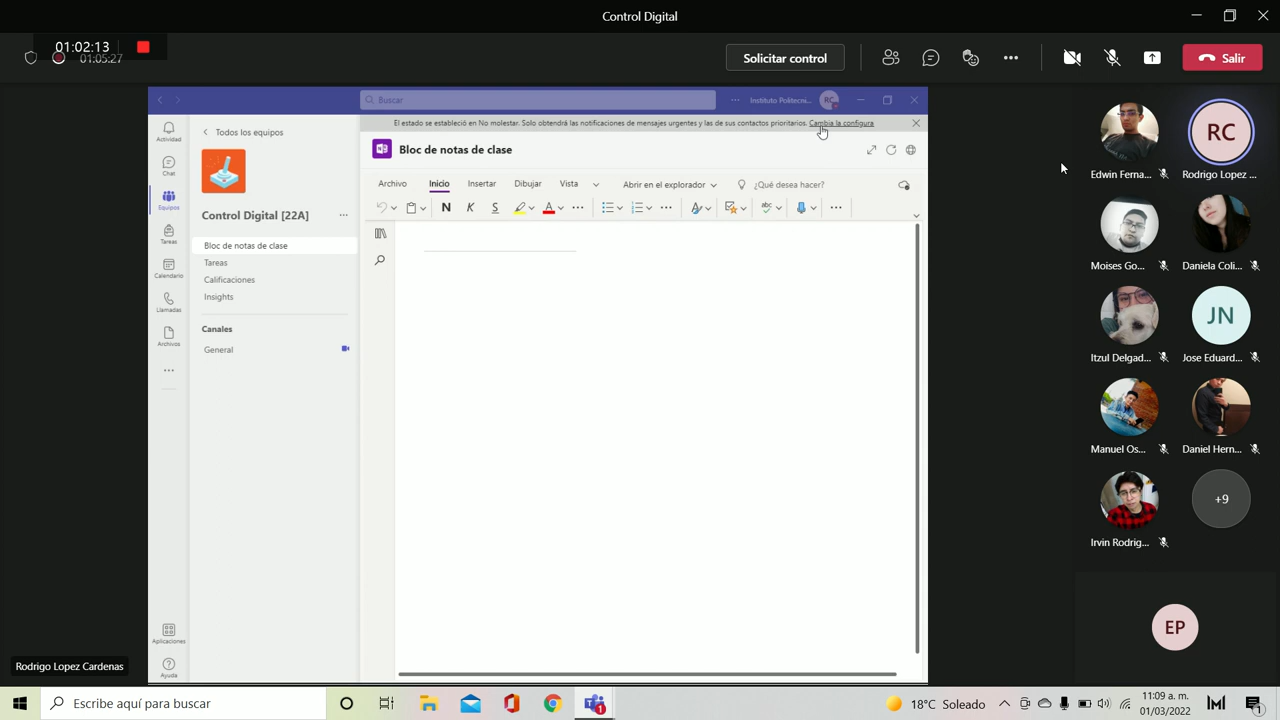 Control Digital
01:02:13
01:05:27
Solicitar control
Salir
Buscar
Instituto Politecni...
RC
El estado se estableció en No molestar. Solo obtendrá las notificaciones de mensajes urgentes y las de sus contactos prioritarios. Cambia la configura
Actividad
Chat
Equipos
Tareas
Calendario
Llamadas
Archivos
Aplicaciones
Ayuda
Todos los equipos
Control Digital [22A]
Bloc de notas de clase
Tareas
Calificaciones
Insights
Canales
General
Bloc de notas de clase
Archivo Inicio Insertar Dibujar Vista Abrir en el explorador ¿Qué desea hacer?
N K S A abc
Edwin Ferna...
RC
Rodrigo Lopez ...
Moises Go...
Daniela Coli...
Itzul Delgad...
JN
Jose Eduard...
Manuel Os...
Daniel Hern...
Irvin Rodrig...
+9
EP
Rodrigo Lopez Cardenas
Escribe aquí para buscar
1
18°C Soleado
11:09 a. m.
01/03/2022
1